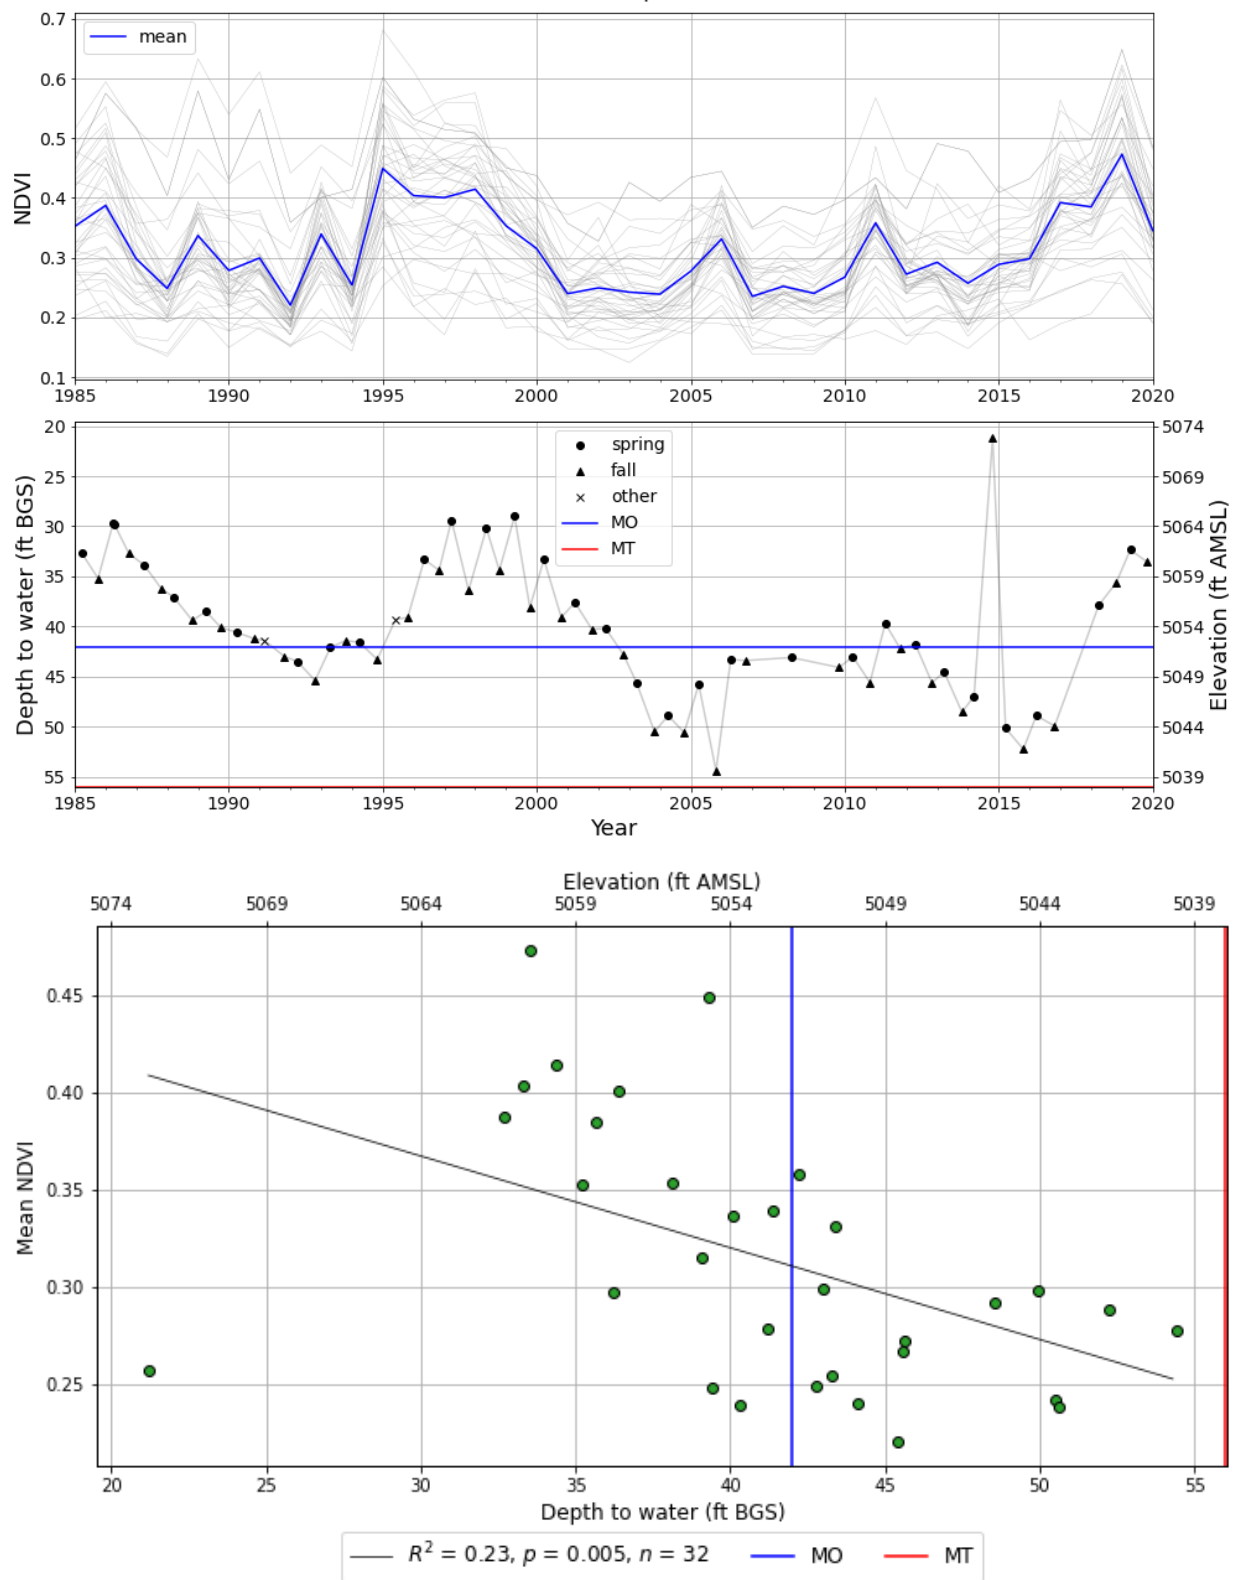 mean
0.7
0.6
0.5
0.4
0.3
0.2
0.1
NDVI
1985 1990 1995 2000 2005 2010 2015 2020
spring
fall
other
MO
MT
20
25
30
35
40
45
50
55
Depth to water (ft BGS)
5074
5069
5064
5059
5054
5049
5044
5039
Elevation (ft AMSL)
1985 1990 1995 2000 2005 2010 2015 2020
Year
Elevation (ft AMSL)
5074 5069 5064 5059 5054 5049 5044 5039
0.45
0.40
0.35
0.30
0.25
Mean NDVI
20 25 30 35 40 45 50 55
Depth to water (ft BGS)
R² = 0.23, p = 0.005, n = 32 MO MT